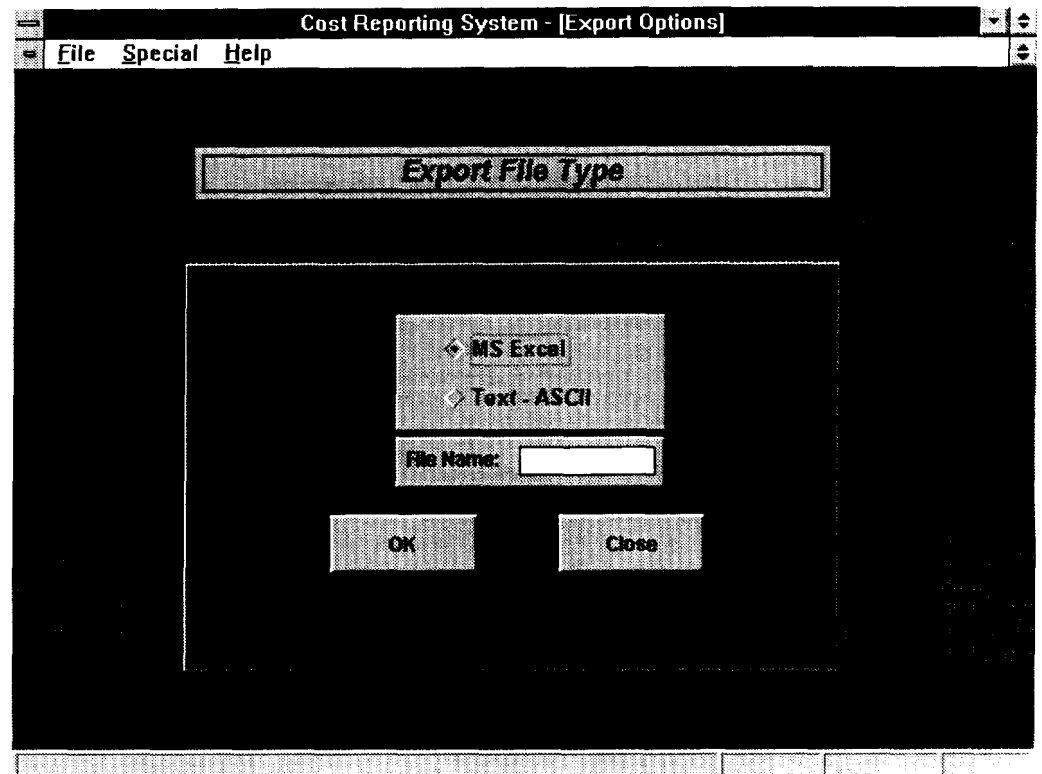 Cost Reporting System - [Export Options]
File Special Help
Export File Type
MS Excel
Text - ASCII
File Name:
OK Close